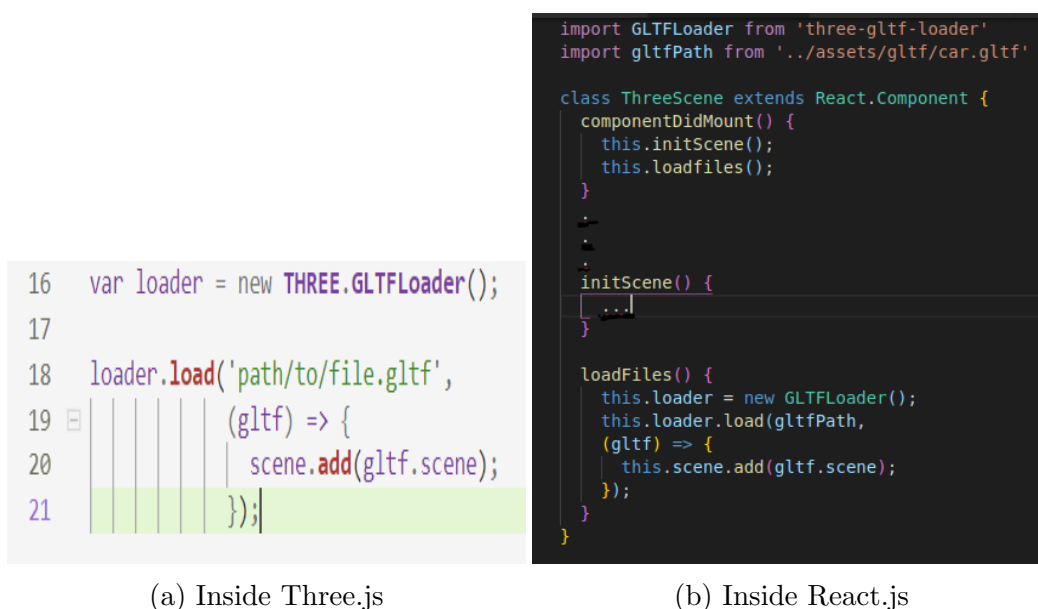 16 var loader = new THREE.GLTFLoader();
17
18 loader.load('path/to/file.gltf',
19 (gltf) => {
20 scene.add(gltf.scene);
21 });
(a) Inside Three.js
import GLTFLoader from 'three-gltf-loader'
import gltfPath from '../assets/gltf/car.gltf'
class ThreeScene extends React.Component {
componentDidMount() {
this.initScene();
this.loadfiles();
}
.
.
.
initScene() {
...
}
loadFiles() {
this.loader = new GLTFLoader();
this.loader.load(gltfPath,
(gltf) => {
this.scene.add(gltf.scene);
});
}
}
(b) Inside React.js